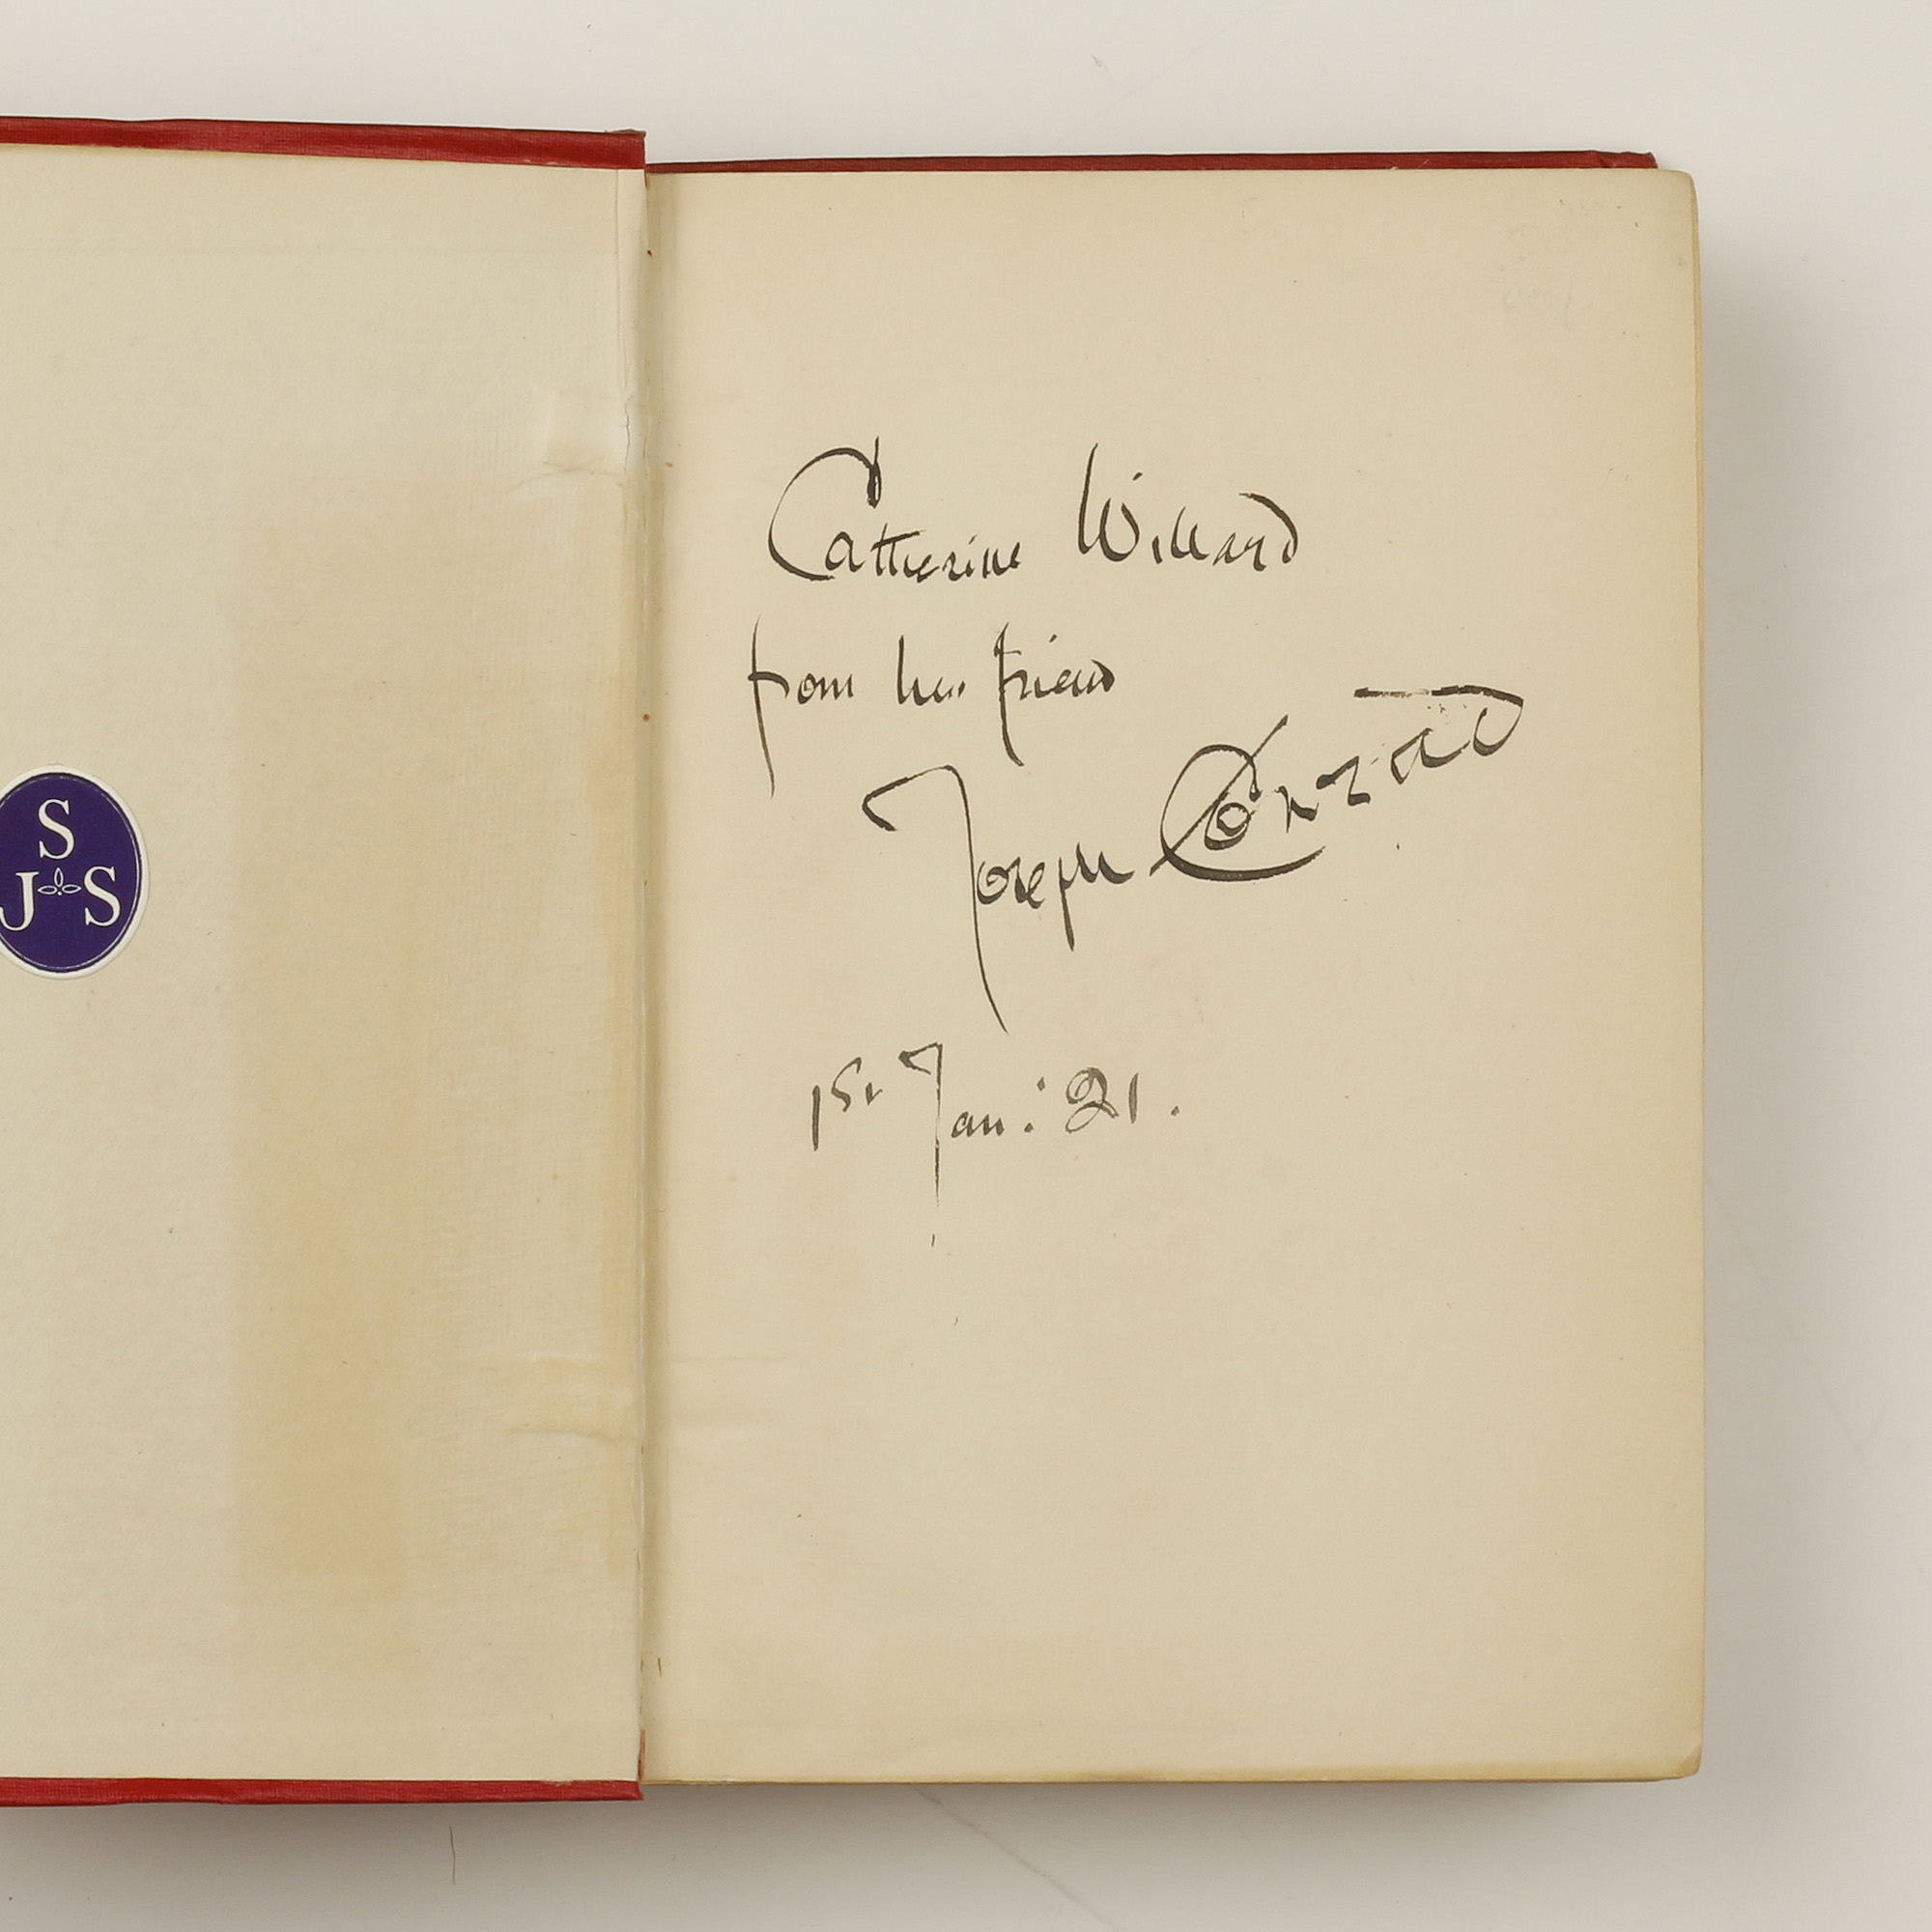 S
J S
Catherine Willard
from her friend
Joseph Conrad
1st Jan: 21.